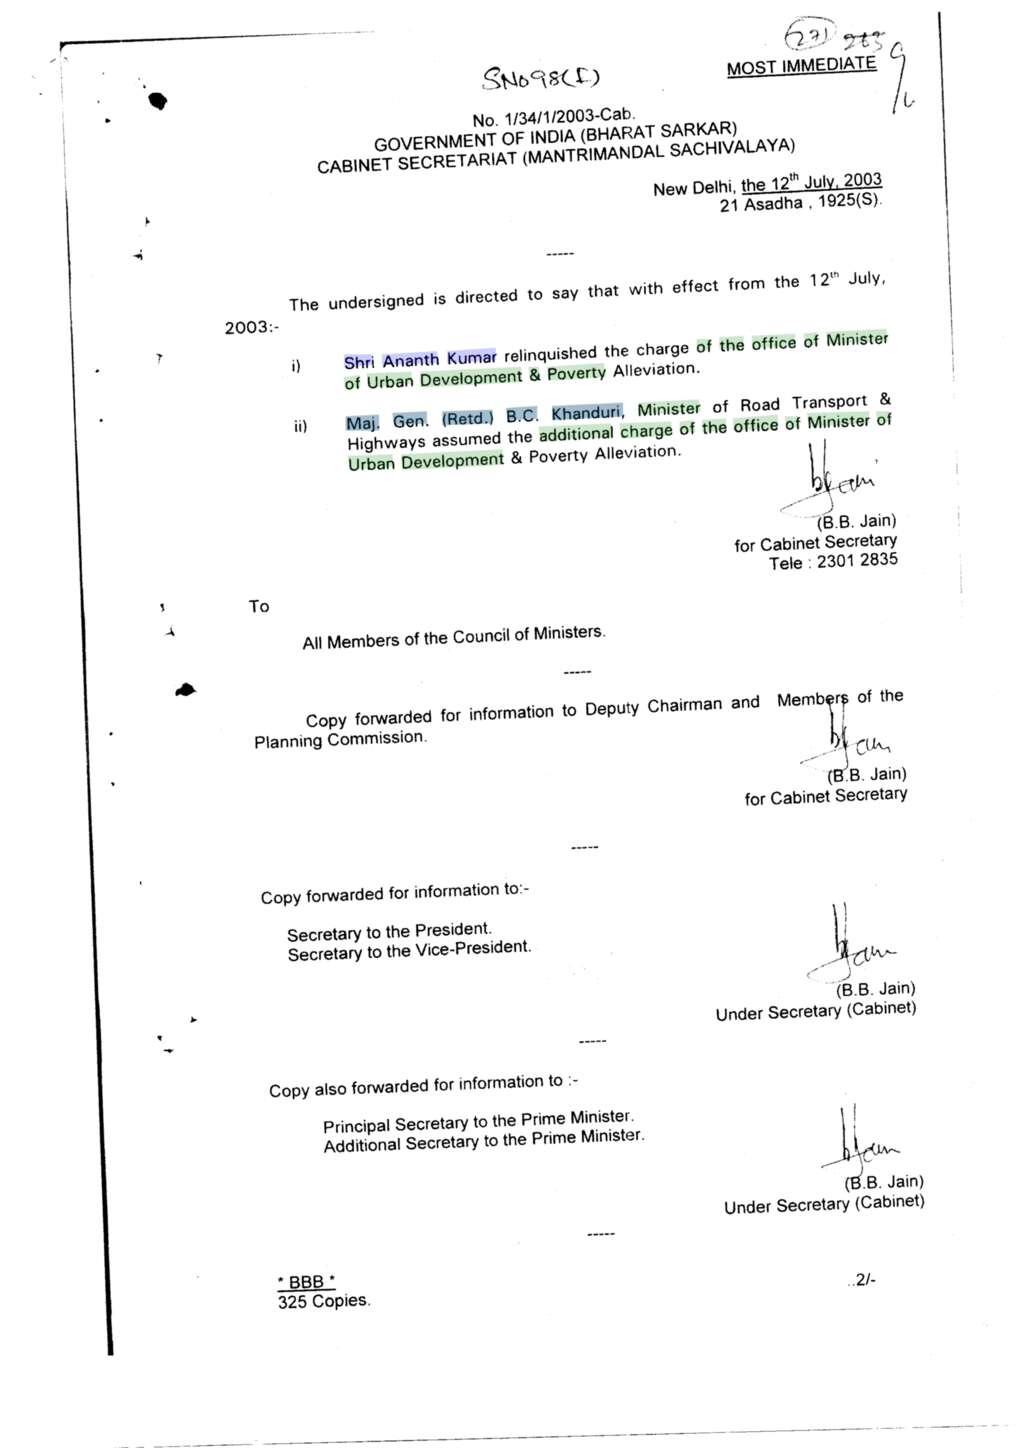 271 263
MOST IMMEDIATE
SNo98(I)
No. 1/34/1/2003-Cab.
GOVERNMENT OF INDIA (BHARAT SARKAR)
CABINET SECRETARIAT (MANTRIMANDAL SACHIVALAYA)
New Delhi, the 12th July, 2003
21 Asadha , 1925(S).
-----
The undersigned is directed to say that with effect from the 12th July,
2003:-
i) Shri Ananth Kumar relinquished the charge of the office of Minister
of Urban Development & Poverty Alleviation.
ii) Maj. Gen. (Retd.) B.C. Khanduri, Minister of Road Transport &
Highways assumed the additional charge of the office of Minister of
Urban Development & Poverty Alleviation.
(B.B. Jain)
for Cabinet Secretary
Tele : 2301 2835
To
All Members of the Council of Ministers.
-----
Copy forwarded for information to Deputy Chairman and Members of the
Planning Commission.
(B.B. Jain)
for Cabinet Secretary
-----
Copy forwarded for information to:-
Secretary to the President.
Secretary to the Vice-President.
(B.B. Jain)
Under Secretary (Cabinet)
-----
Copy also forwarded for information to :-
Principal Secretary to the Prime Minister.
Additional Secretary to the Prime Minister.
(B.B. Jain)
Under Secretary (Cabinet)
-----
* BBB *
..2/-
325 Copies.